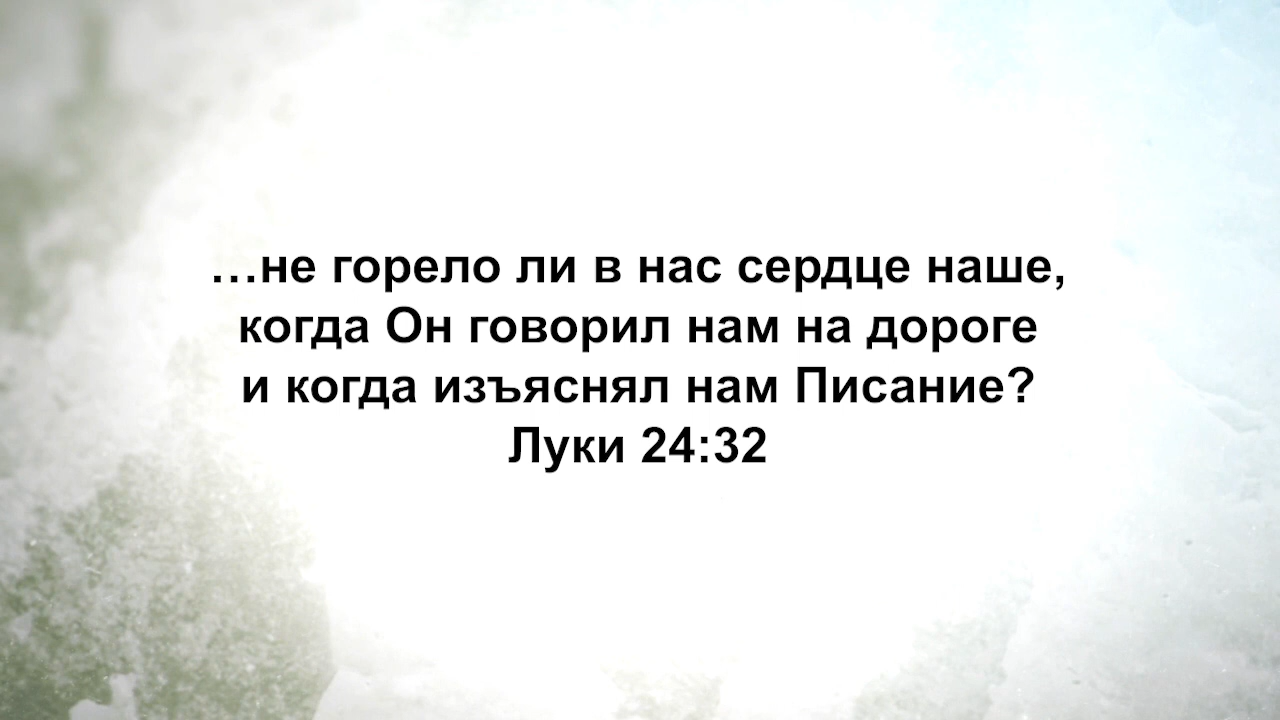 …не горело ли в нас сердце наше,
когда Он говорил нам на дороге
и когда изъяснял нам Писание?
Луки 24:32